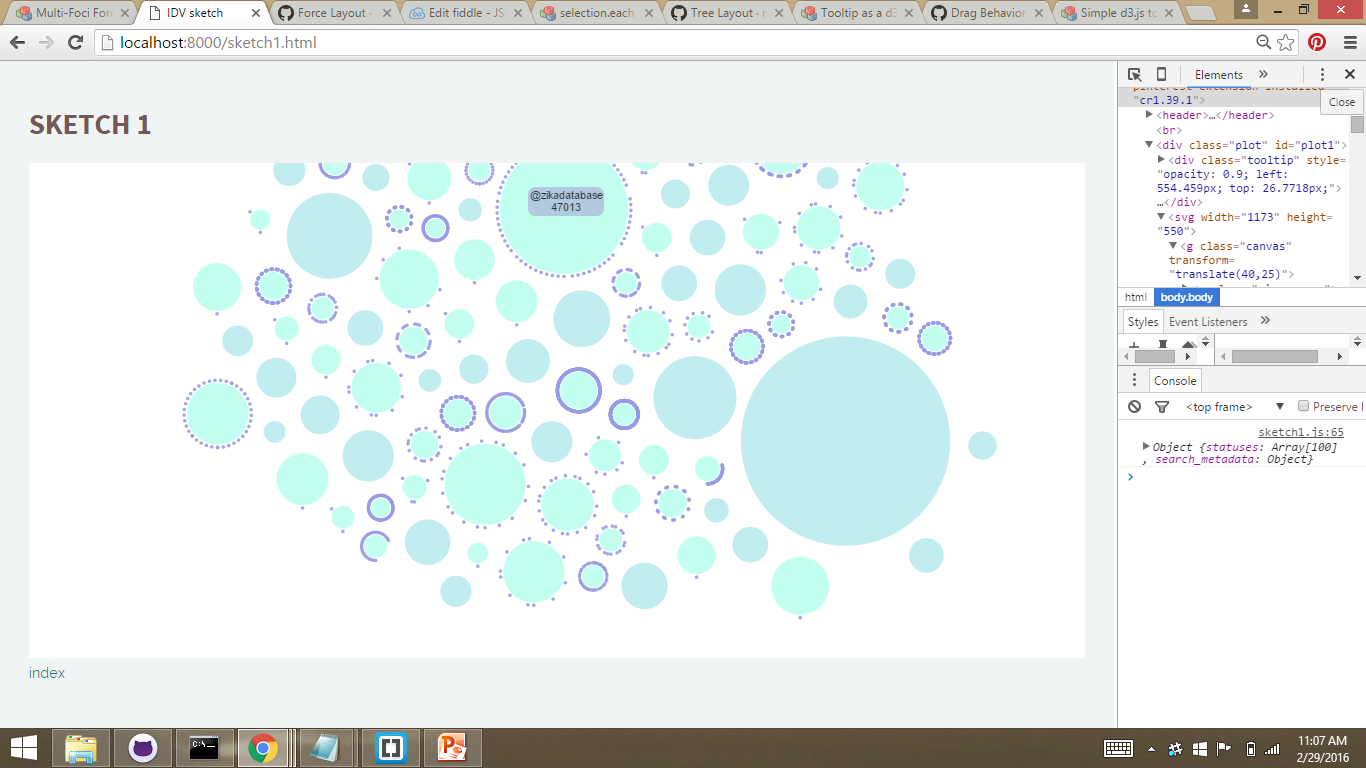 Multi-Foci Forc
IDV sketch
Force Layout ·
Edit fiddle - JS
selection.each
Tree Layout · m
Tooltip as a d3
Drag Behavior
Simple d3.js to
localhost:8000/sketch1.html
SKETCH 1
@zikadatabase
47013
index
Elements
Close
"cr1.39.1">
<header>…</header>
<br>
<div class="plot" id="plot1">
<div class="tooltip" style=
"opacity: 0.9; left:
554.459px; top: 26.7718px;">
…</div>
<svg width="1173" height=
"550">
<g class="canvas"
transform=
"translate(40,25)">
html body.body
Styles Event Listeners
Console
<top frame> Preserve l
sketch1.js:65
Object {statuses: Array[100]
, search_metadata: Object}
11:07 AM
2/29/2016